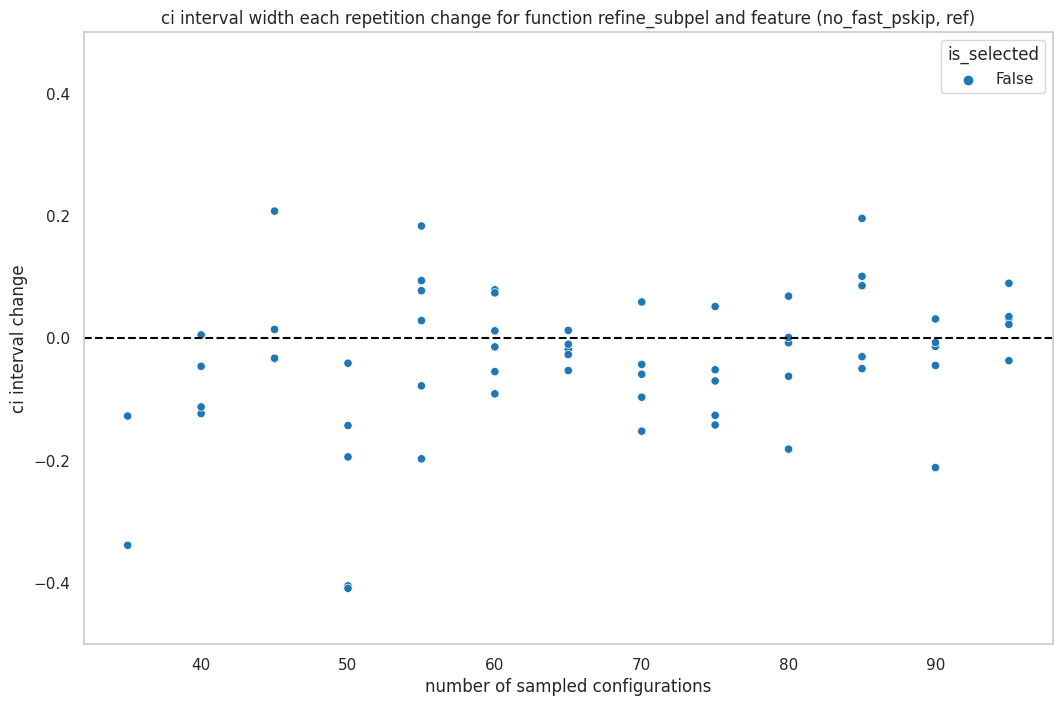 ci interval width each repetition change for function refine_subpel and feature (no_fast_pskip, ref)
is_selected
False
ci interval change
0.4
0.2
0.0
−0.2
−0.4
40 50 60 70 80 90
number of sampled configurations